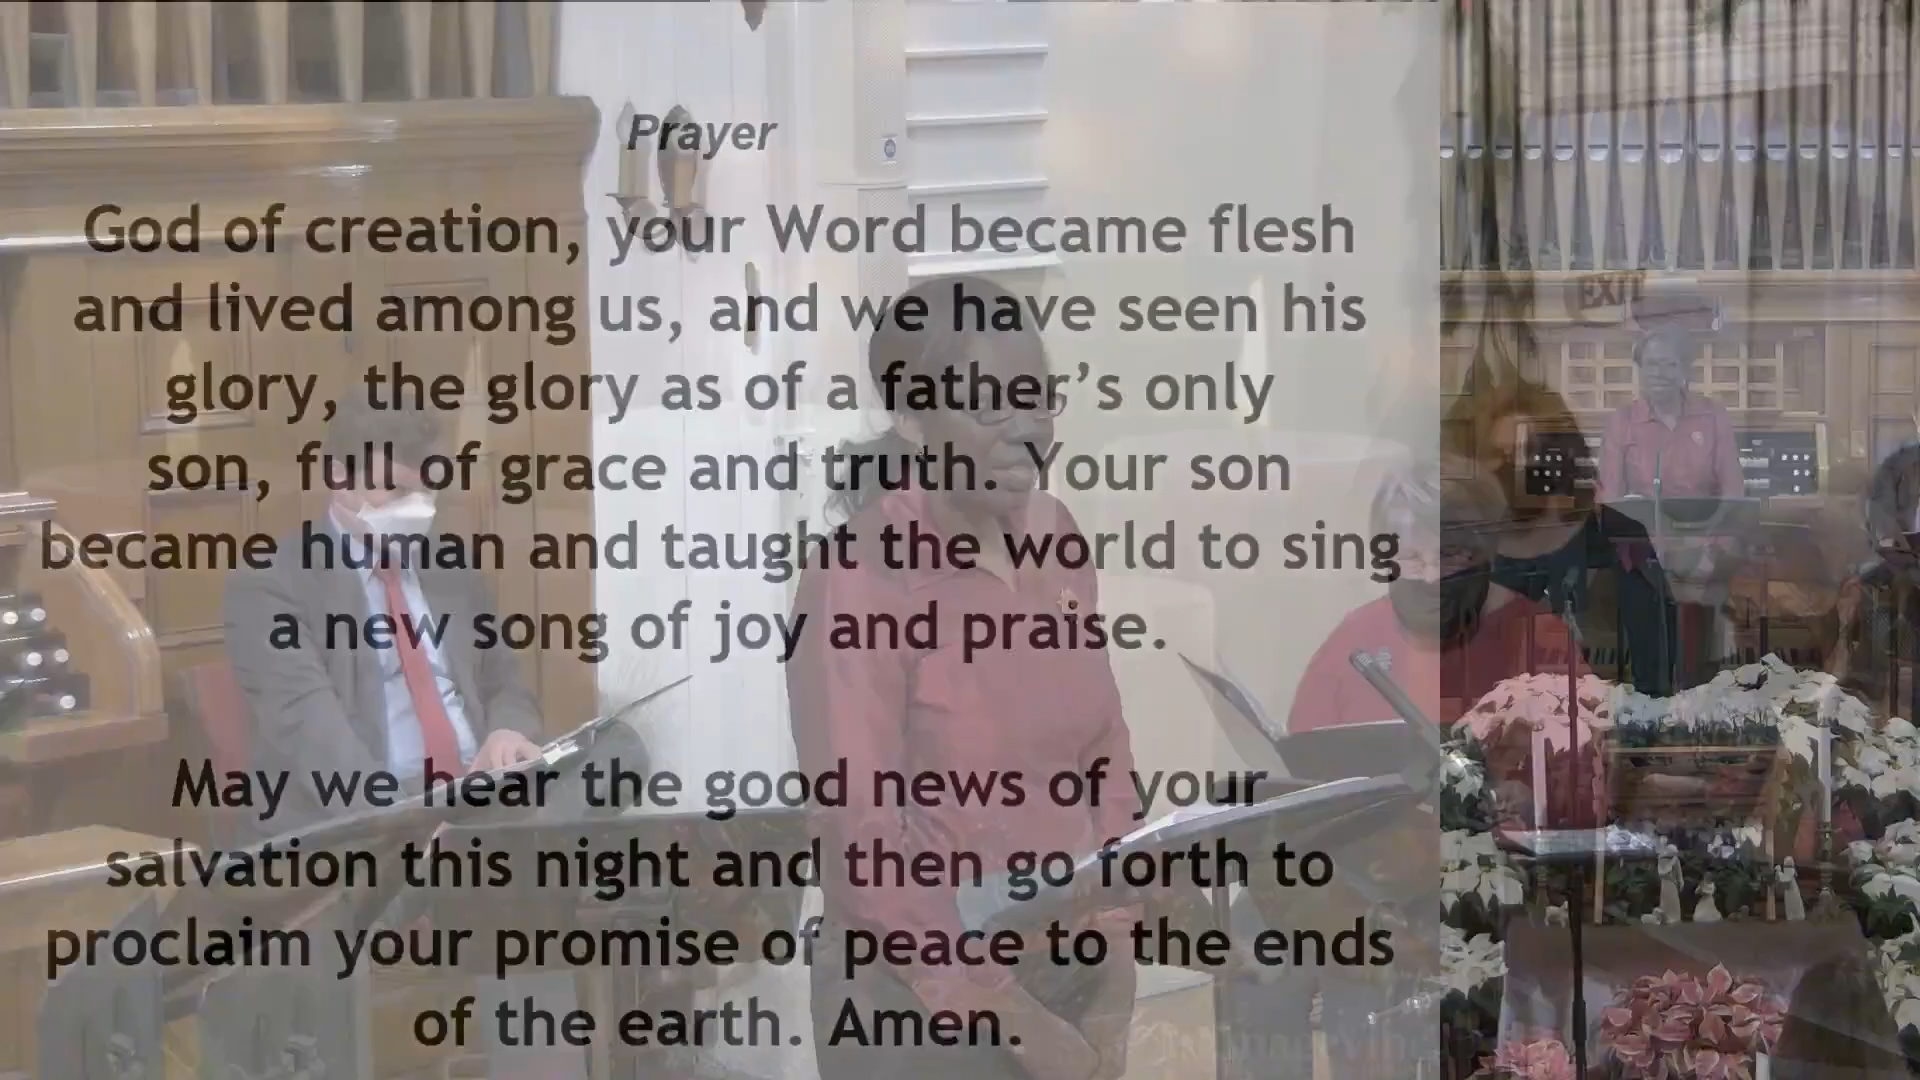 Prayer
God of creation, your Word became flesh
and lived among us, and we have seen his
glory, the glory as of a father’s only
son, full of grace and truth. Your son
became human and taught the world to sing
a new song of joy and praise.
May we hear the good news of your
salvation this night and then go forth to
proclaim your promise of peace to the ends
of the earth. Amen.
EXIT